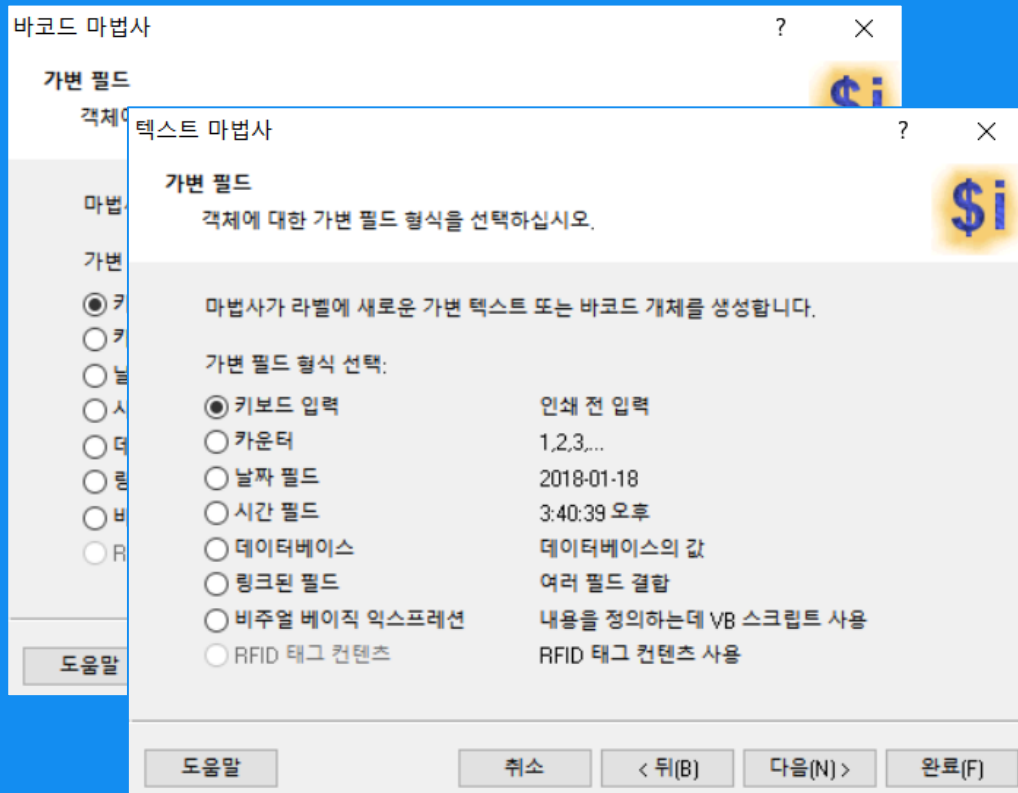 바코드 마법사
?
가변 필드
$i
텍스트 마법사
?
가변 필드
객체에 대한 가변 필드 형식을 선택하십시오.
$i
가변
마법사가 라벨에 새로운 가변 텍스트 또는 바코드 개체를 생성합니다.
가변 필드 형식 선택:
키보드 입력 인쇄 전 입력
카운터 1,2,3,...
날짜 필드 2018-01-18
시간 필드 3:40:39 오후
데이터베이스 데이터베이스의 값
링크된 필드 여러 필드 결합
비주얼 베이직 익스프레션 내용을 정의하는데 VB 스크립트 사용
RFID 태그 컨텐츠 RFID 태그 컨텐츠 사용
도움말
도움말 취소 < 뒤(B) 다음(N) > 완료(F)